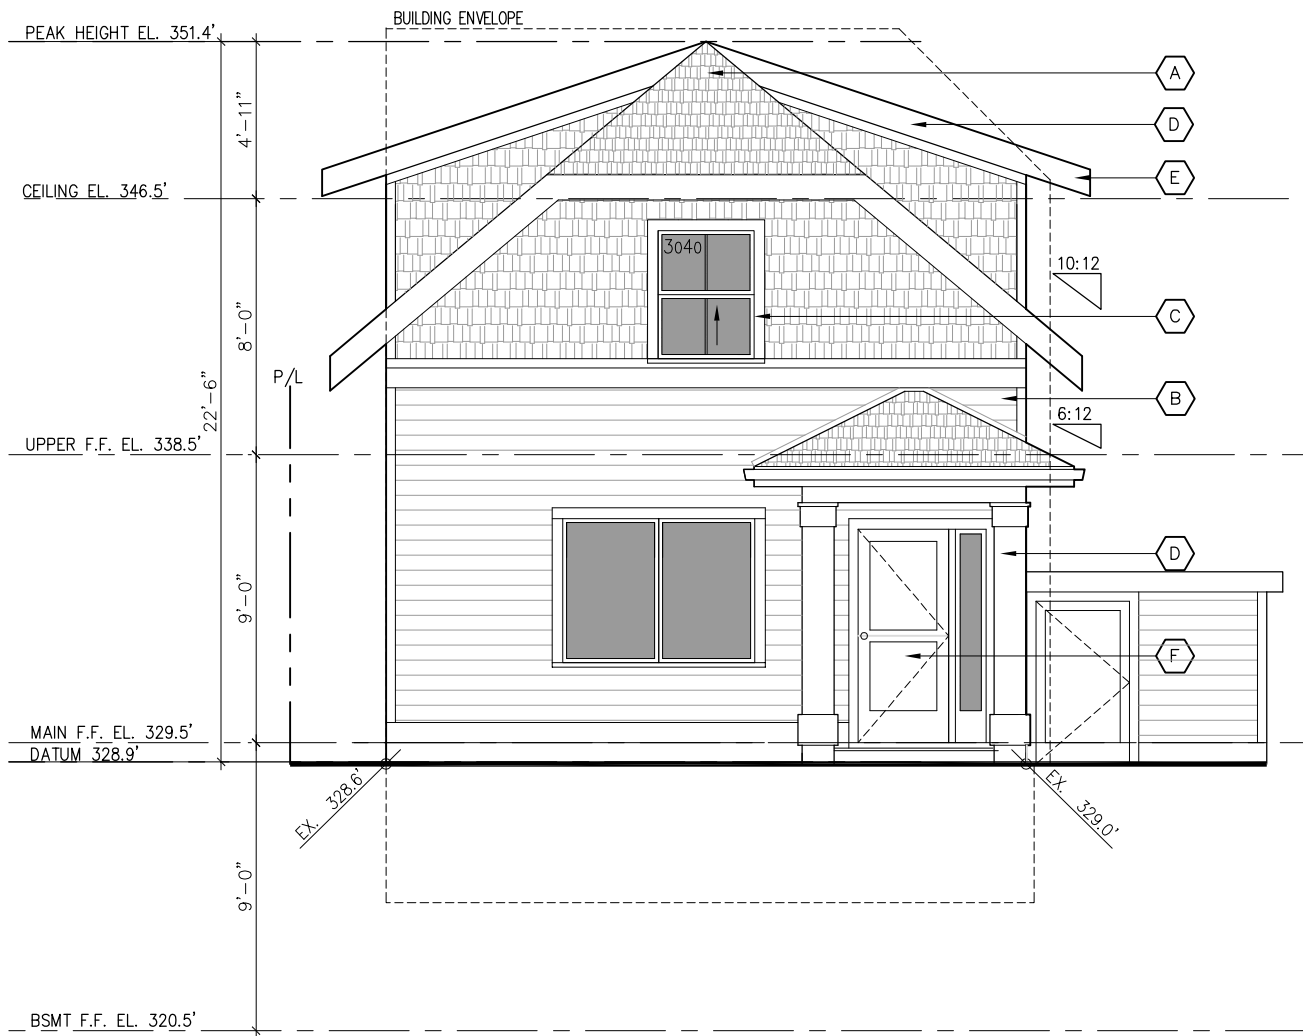 BUILDING ENVELOPE
PEAK HEIGHT EL. 351.4'
A
4'-11"
D
E
CEILING EL. 346.5'
3040
10:12
C
8'-0"
22'-6"
P/L
B
6:12
UPPER F.F. EL. 338.5'
D
9'-0"
F
MAIN F.F. EL. 329.5'
DATUM 328.9'
EX. 328.6'
EX. 329.0'
9'-0"
BSMT F.F. EL. 320.5'